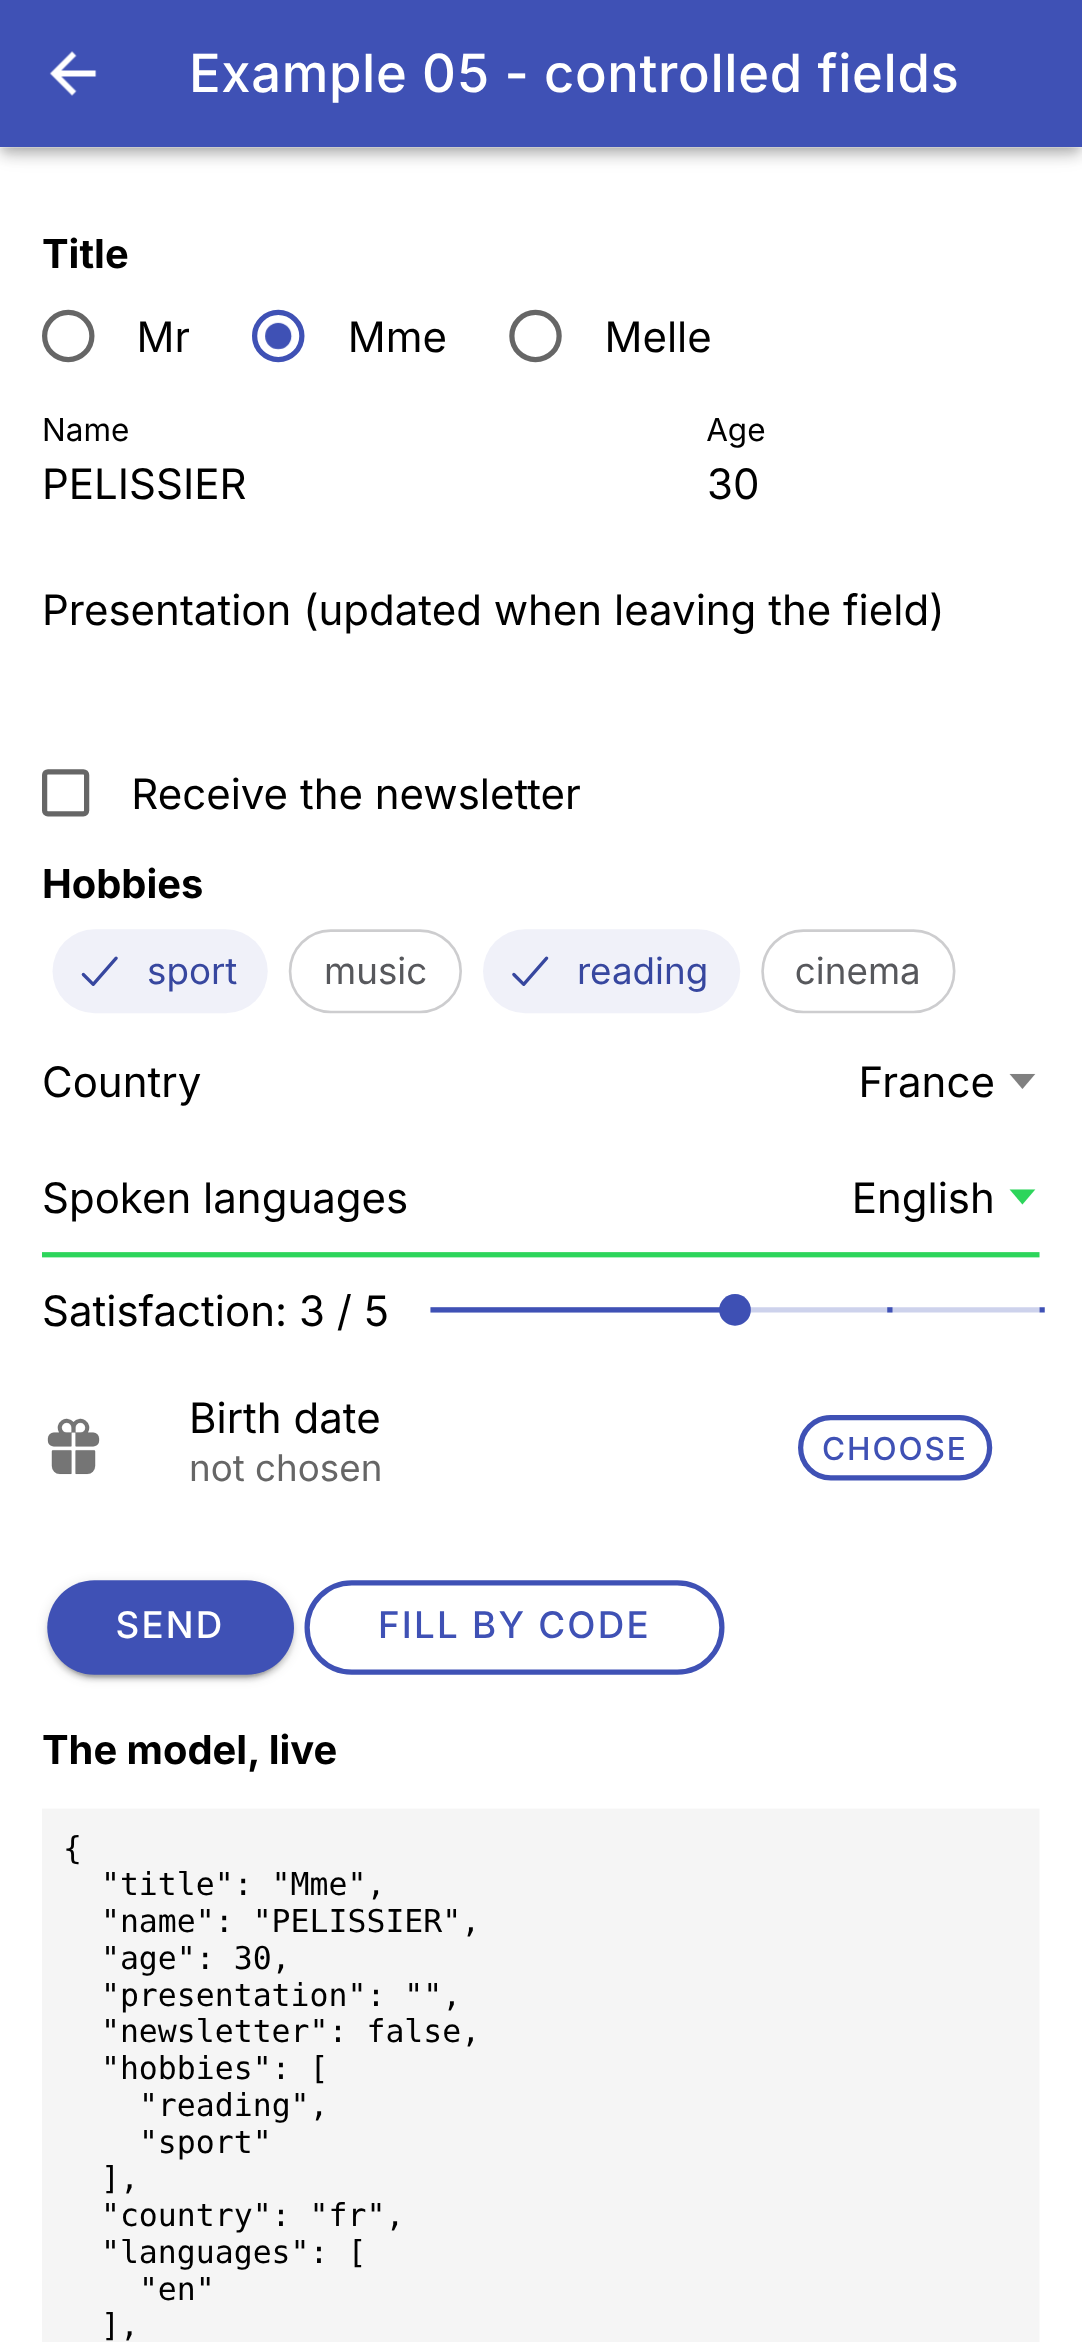 Example 05 - controlled fields
Title
Mr Mme Melle
Name Age
PELISSIER 30
Presentation (updated when leaving the field)
Receive the newsletter
Hobbies
sport music reading cinema
Country France
Spoken languages English
Satisfaction: 3 / 5
Birth date
not chosen
CHOOSE
SEND FILL BY CODE
The model, live
{
  "title": "Mme",
  "name": "PELISSIER",
  "age": 30,
  "presentation": "",
  "newsletter": false,
  "hobbies": [
    "reading",
    "sport"
  ],
  "country": "fr",
  "languages": [
    "en"
  ],